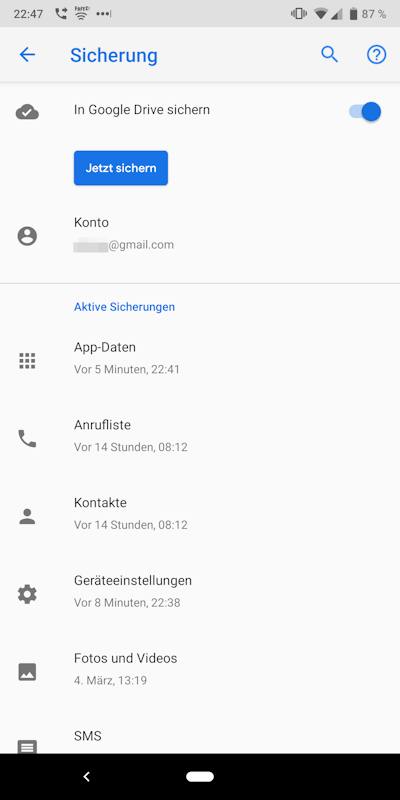 22:47 87 %
Sicherung
In Google Drive sichern
Jetzt sichern
Konto
@gmail.com
Aktive Sicherungen
App-Daten
Vor 5 Minuten, 22:41
Anrufliste
Vor 14 Stunden, 08:12
Kontakte
Vor 14 Stunden, 08:12
Geräteeinstellungen
Vor 8 Minuten, 22:38
Fotos und Videos
4. März, 13:19
SMS